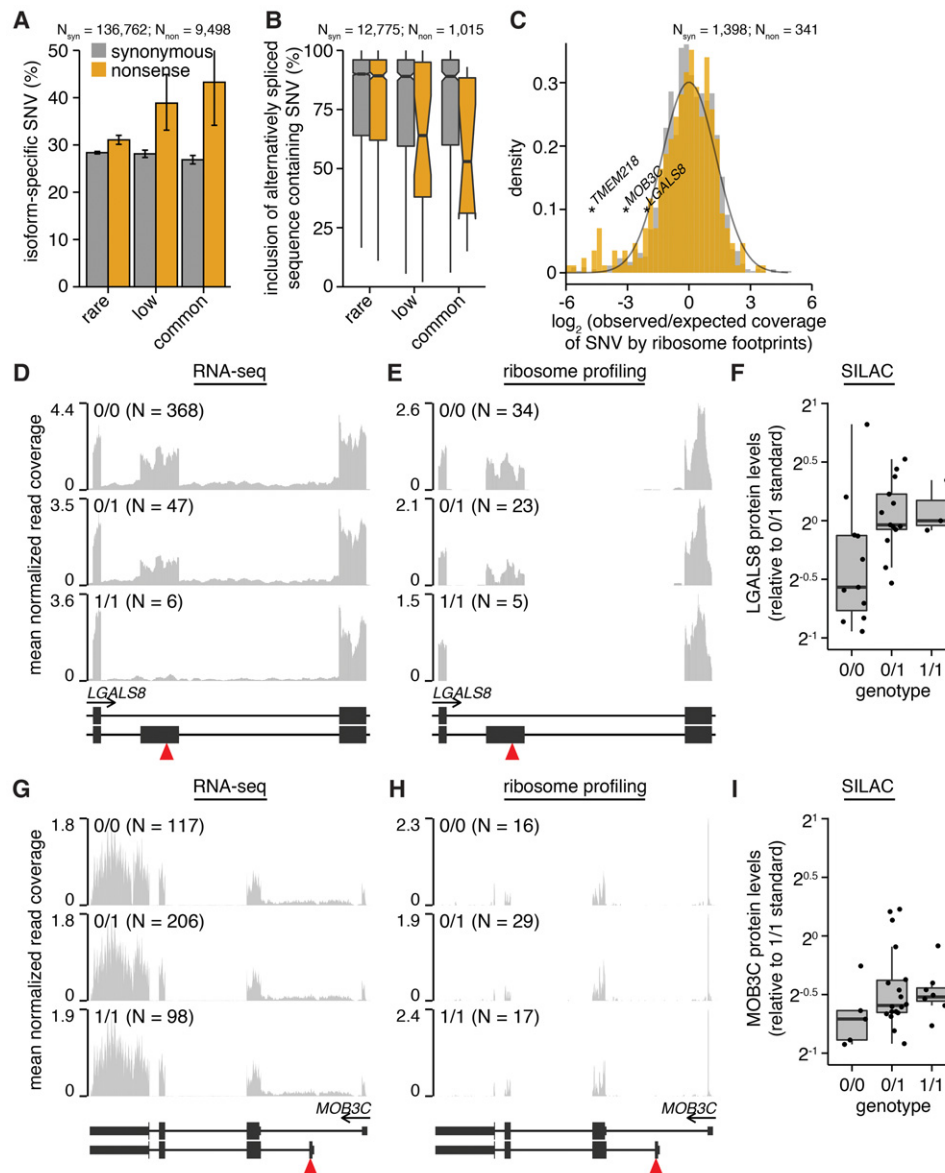 A
N_syn = 136,762; N_non = 9,498
synonymous
nonsense
isoform-specific SNV (%)
50
40
30
20
10
0
rare
low
common
B
N_syn = 12,775; N_non = 1,015
inclusion of alternatively spliced
sequence containing SNV (%)
100
50
0
rare
low
common
C
N_syn = 1,398; N_non = 341
density
0.3
0.2
0.1
0
*TMEM218
*MOB3C
*LGALS8
-6
-3
0
3
6
log2 (observed/expected coverage
of SNV by ribosome footprints)
D
RNA-seq
mean normalized read coverage
4.4
0/0 (N = 368)
0
3.5
0/1 (N = 47)
0
3.6
1/1 (N = 6)
0
LGALS8
E
ribosome profiling
2.6
0/0 (N = 34)
0
2.1
0/1 (N = 23)
0
1.5
1/1 (N = 5)
0
LGALS8
F
SILAC
LGALS8 protein levels
(relative to 0/1 standard)
2^1
2^0.5
2^0
2^-0.5
2^-1
0/0
0/1
1/1
genotype
G
RNA-seq
mean normalized read coverage
1.8
0/0 (N = 117)
0
1.8
0/1 (N = 206)
0
1.9
1/1 (N = 98)
0
MOB3C
H
ribosome profiling
2.3
0/0 (N = 16)
0
1.9
0/1 (N = 29)
0
2.4
1/1 (N = 17)
0
MOB3C
I
SILAC
MOB3C protein levels
(relative to 1/1 standard)
2^1
2^0.5
2^0
2^-0.5
2^-1
0/0
0/1
1/1
genotype